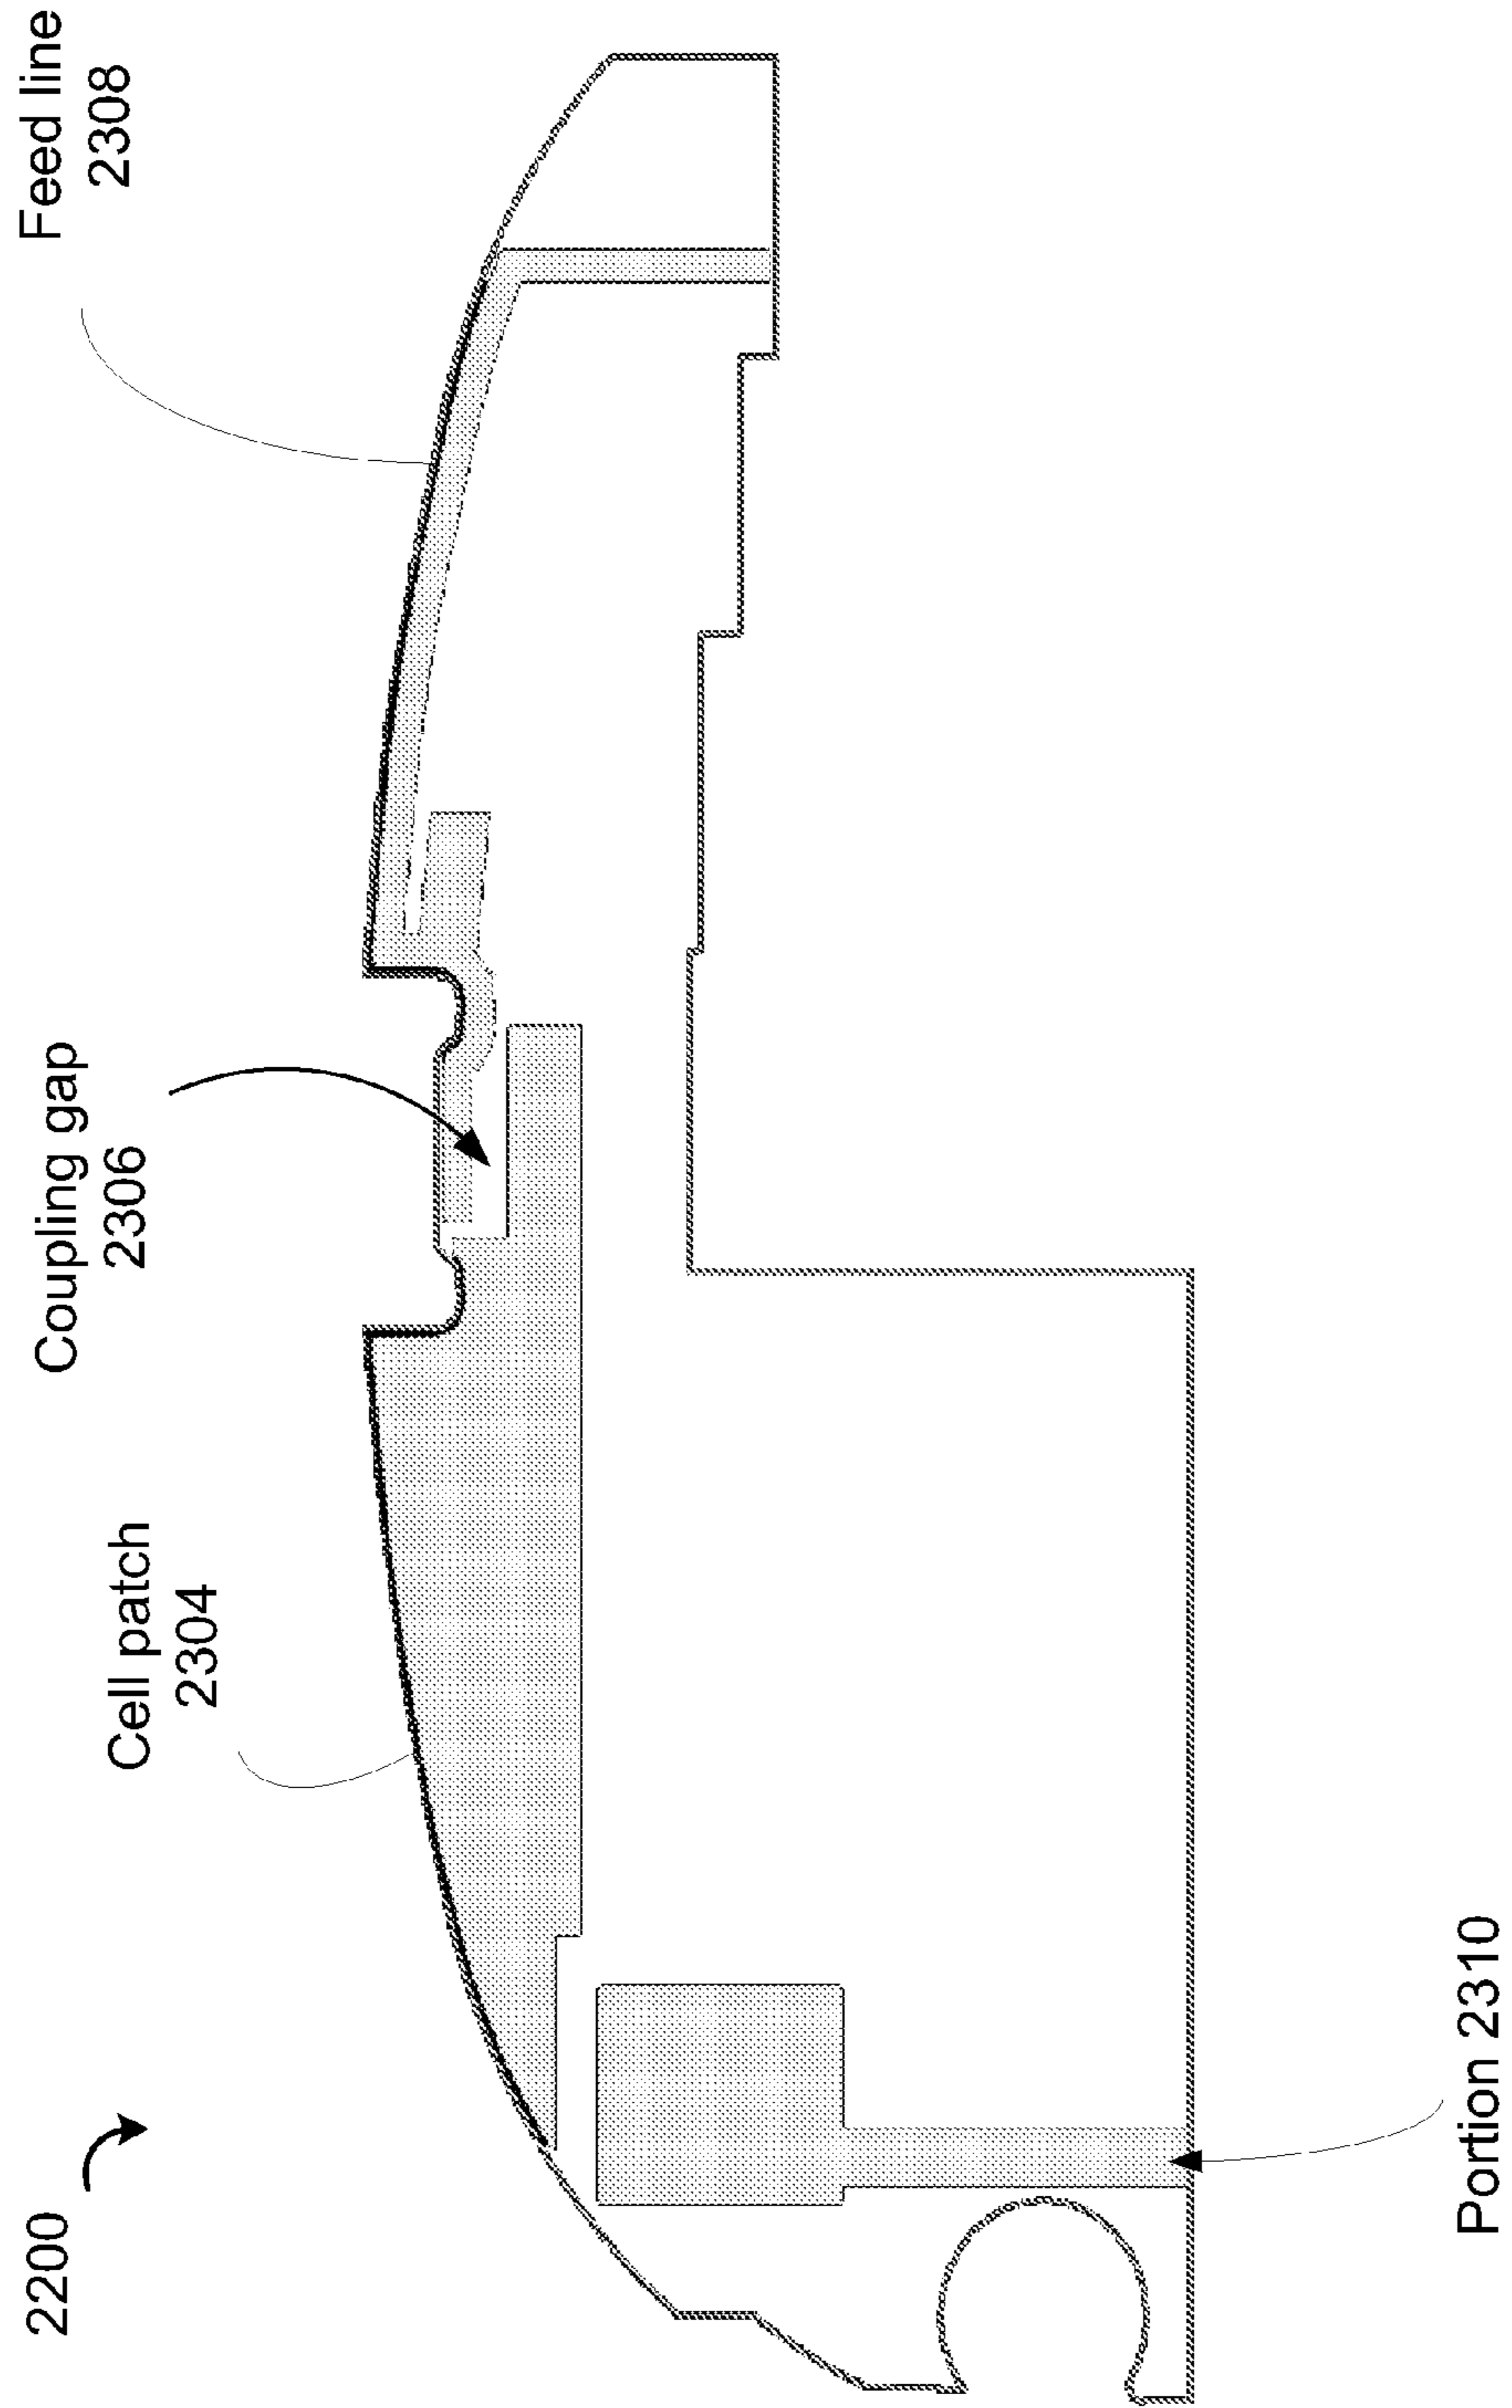 2200
Cell patch
2304
Coupling gap
2306
Feed line
2308
Portion 2310